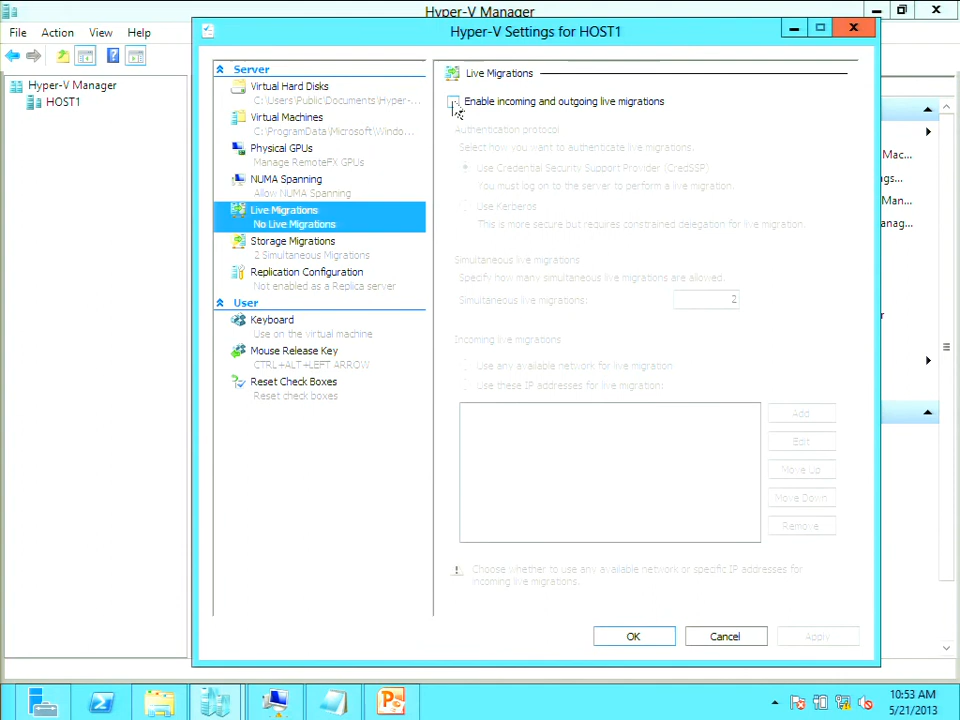 Hyper-V Manager
File Action View Help
Hyper-V Settings for HOST1
Hyper-V Manager
HOST1
Server
Virtual Hard Disks
C:\Users\Public\Documents\Hyper-...
Virtual Machines
C:\ProgramData\Microsoft\Windo...
Physical GPUs
Manage RemoteFX GPUs
NUMA Spanning
Allow NUMA Spanning
Live Migrations
No Live Migrations
Storage Migrations
2 Simultaneous Migrations
Replication Configuration
Not enabled as a Replica server
User
Keyboard
Use on the virtual machine
Mouse Release Key
CTRL+ALT+LEFT ARROW
Reset Check Boxes
Reset check boxes
Live Migrations
Enable incoming and outgoing live migrations
Authentication protocol
Select how you want to authenticate live migrations.
Use Credential Security Support Provider (CredSSP)
You must log on to the server to perform a live migration.
Use Kerberos
This is more secure but requires constrained delegation for live migration.
Simultaneous live migrations
Specify how many simultaneous live migrations are allowed.
Simultaneous live migrations: 2
Incoming live migrations
Use any available network for live migration
Use these IP addresses for live migration:
Add
Edit
Move Up
Move Down
Remove
Choose whether to use any available network or specific IP addresses for
incoming live migrations.
OK Cancel Apply
Mac...
gs...
Man...
anag...
r
10:53 AM
5/21/2013